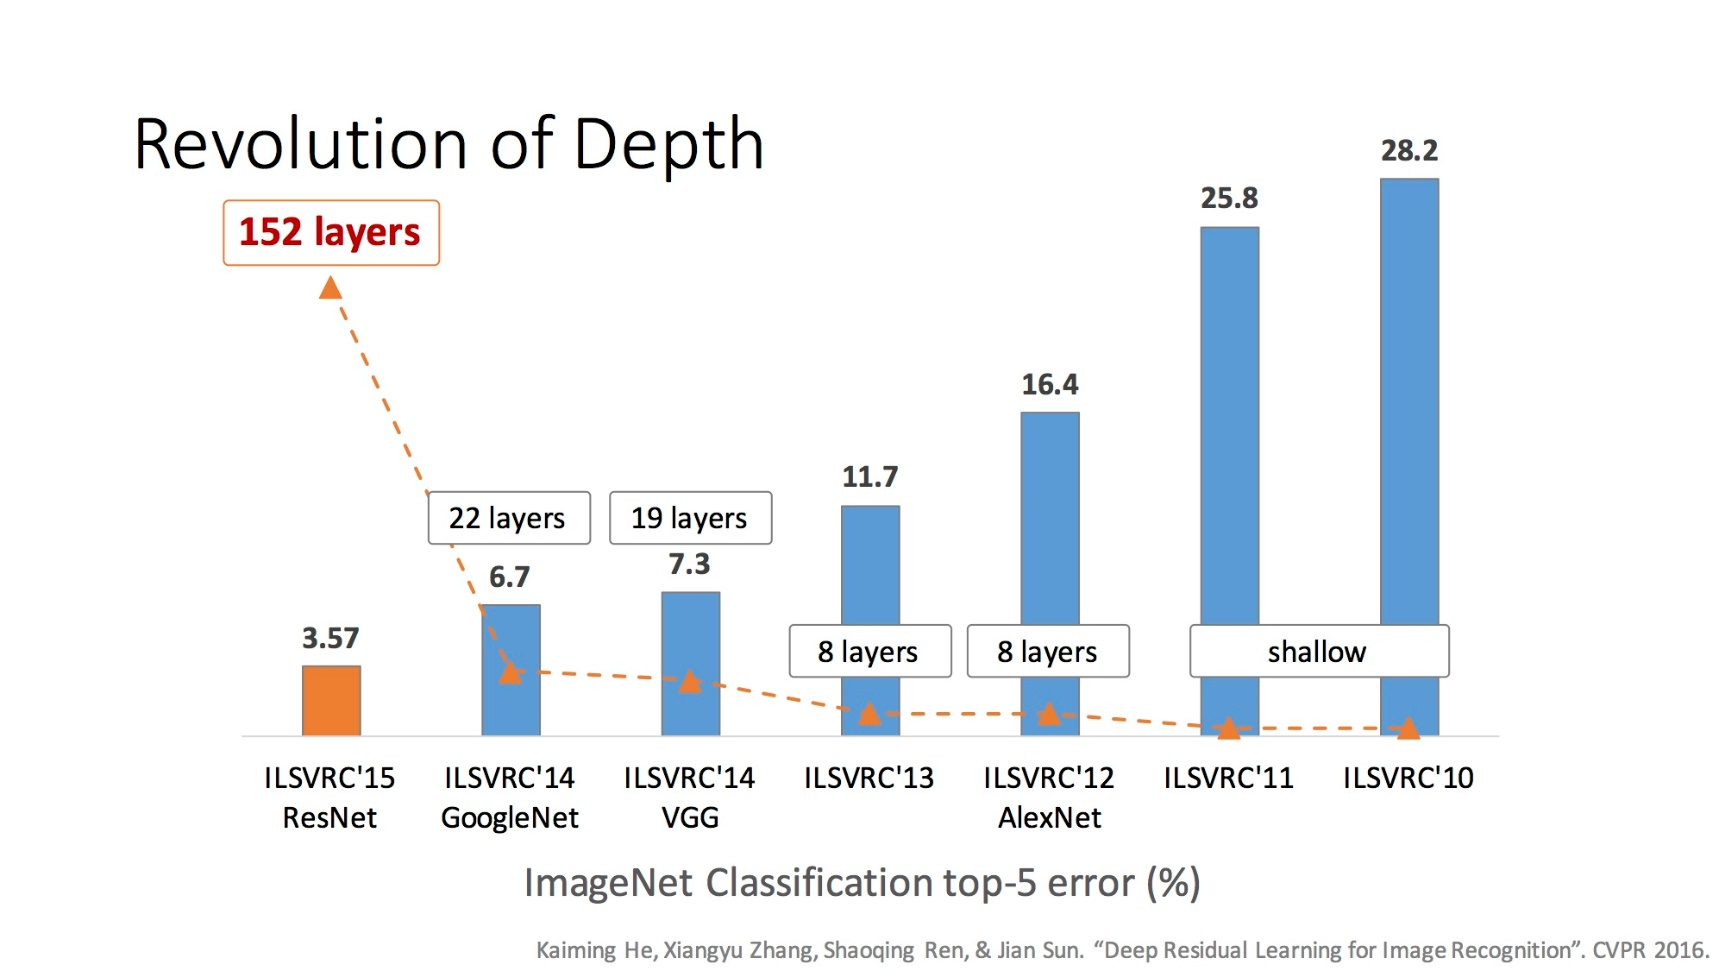 Revolution of Depth
152 layers
28.2
25.8
16.4
11.7
22 layers
19 layers
7.3
6.7
3.57
8 layers
8 layers
shallow
ILSVRC'15
ResNet
ILSVRC'14
GoogleNet
ILSVRC'14
VGG
ILSVRC'13
ILSVRC'12
AlexNet
ILSVRC'11
ILSVRC'10
ImageNet Classification top-5 error (%)
Kaiming He, Xiangyu Zhang, Shaoqing Ren, & Jian Sun. “Deep Residual Learning for Image Recognition”. CVPR 2016.